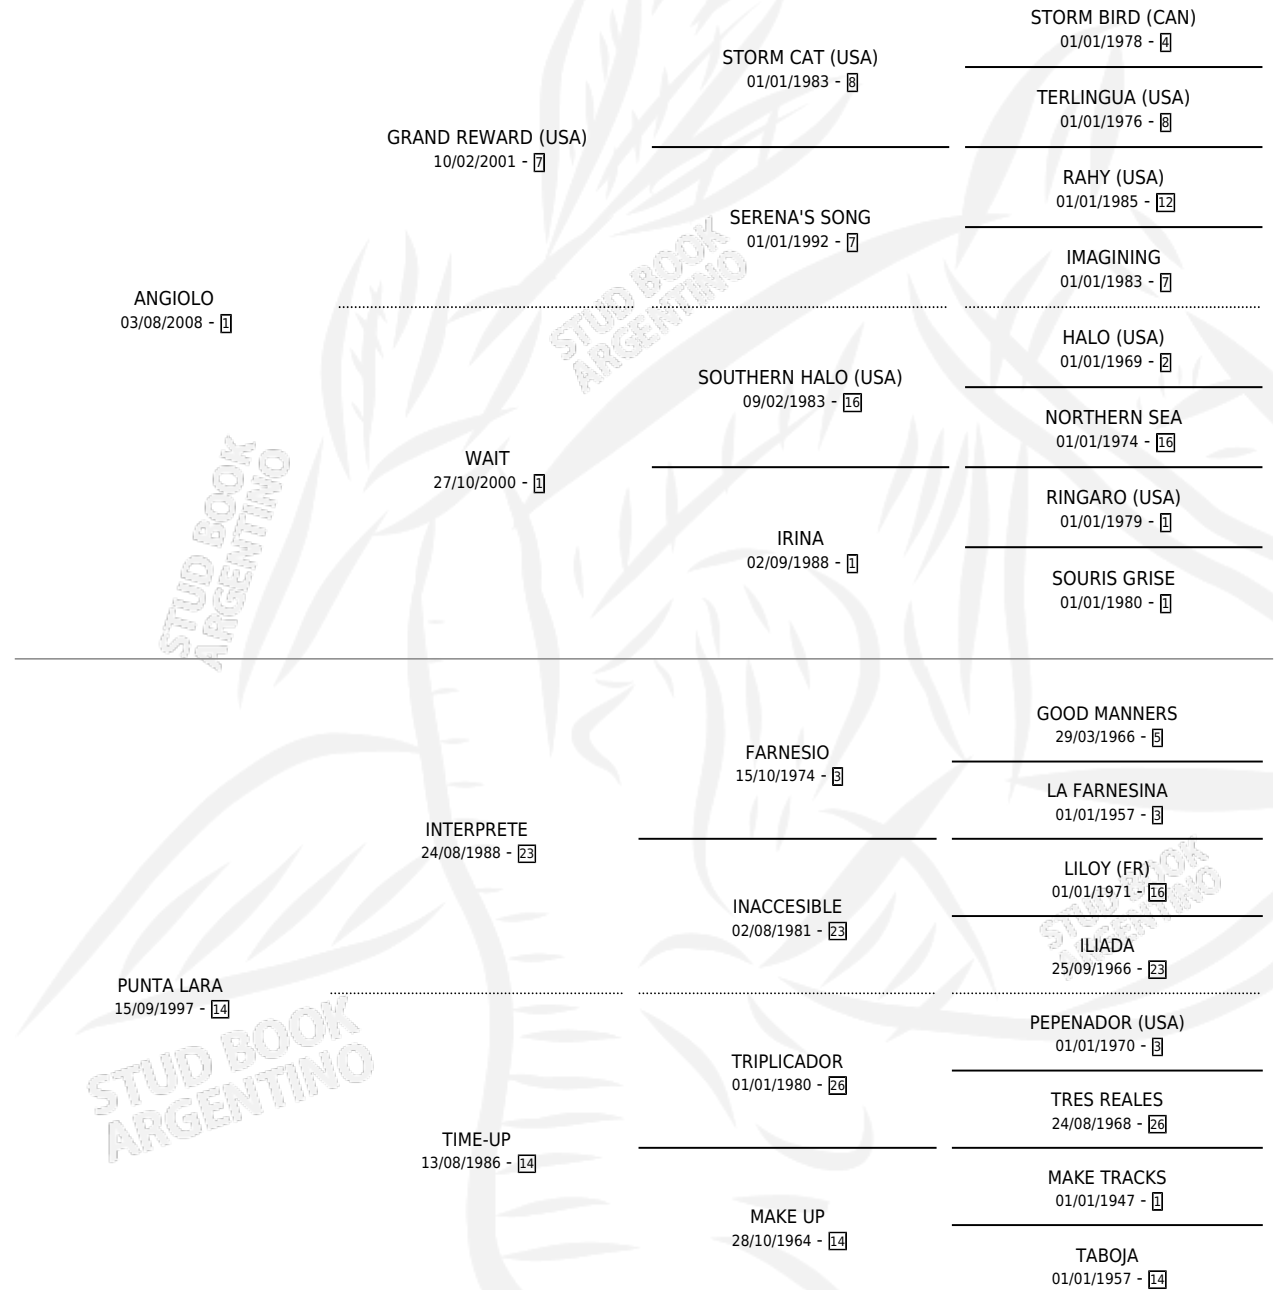 STORM BIRD (CAN)
01/01/1978 - 4
STORM CAT (USA)
01/01/1983 - 8
TERLINGUA (USA)
01/01/1976 - 8
GRAND REWARD (USA)
10/02/2001 - 7
RAHY (USA)
01/01/1985 - 12
SERENA'S SONG
01/01/1992 - 7
IMAGINING
01/01/1983 - 7
ANGIOLO
03/08/2008 - 1
HALO (USA)
01/01/1969 - 2
SOUTHERN HALO (USA)
09/02/1983 - 16
NORTHERN SEA
01/01/1974 - 16
WAIT
27/10/2000 - 1
RINGARO (USA)
01/01/1979 - 1
IRINA
02/09/1988 - 1
SOURIS GRISE
01/01/1980 - 1
STUD BOOK
ARGENTINO
STUD BOOK
ARGENTINO
GOOD MANNERS
29/03/1966 - 5
FARNESIO
15/10/1974 - 3
LA FARNESINA
01/01/1957 - 3
INTERPRETE
24/08/1988 - 23
LILOY (FR)
01/01/1971 - 16
INACCESIBLE
02/08/1981 - 23
ILIADA
25/09/1966 - 23
STUD BOOK
ARGENTINO
PUNTA LARA
15/09/1997 - 14
PEPENADOR (USA)
01/01/1970 - 3
TRIPLICADOR
01/01/1980 - 26
TRES REALES
24/08/1968 - 26
TIME-UP
13/08/1986 - 14
MAKE TRACKS
01/01/1947 - 1
MAKE UP
28/10/1964 - 14
TABOJA
01/01/1957 - 14
STUD BOOK
ARGENTINO